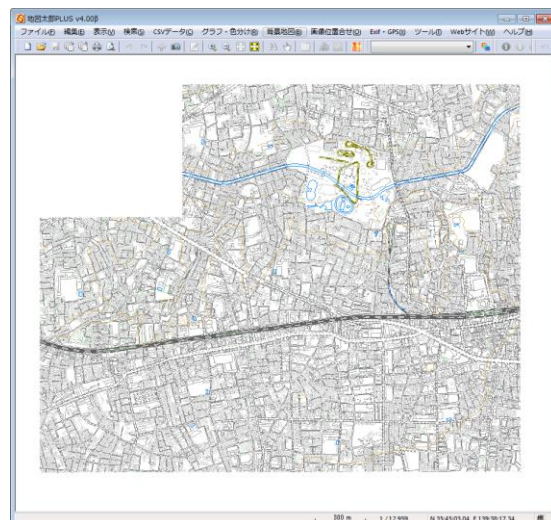 地図太郎PLUS v4.00β
ファイル(F) 編集(E) 表示(V) 検索(S) CSVデータ(C) グラフ・色分け(R) 背景地図(B) 画像位置合せ(O) Exif・GPS(I) ツール(T) Webサイト(W) ヘルプ(H)
300 m 1 / 17,999